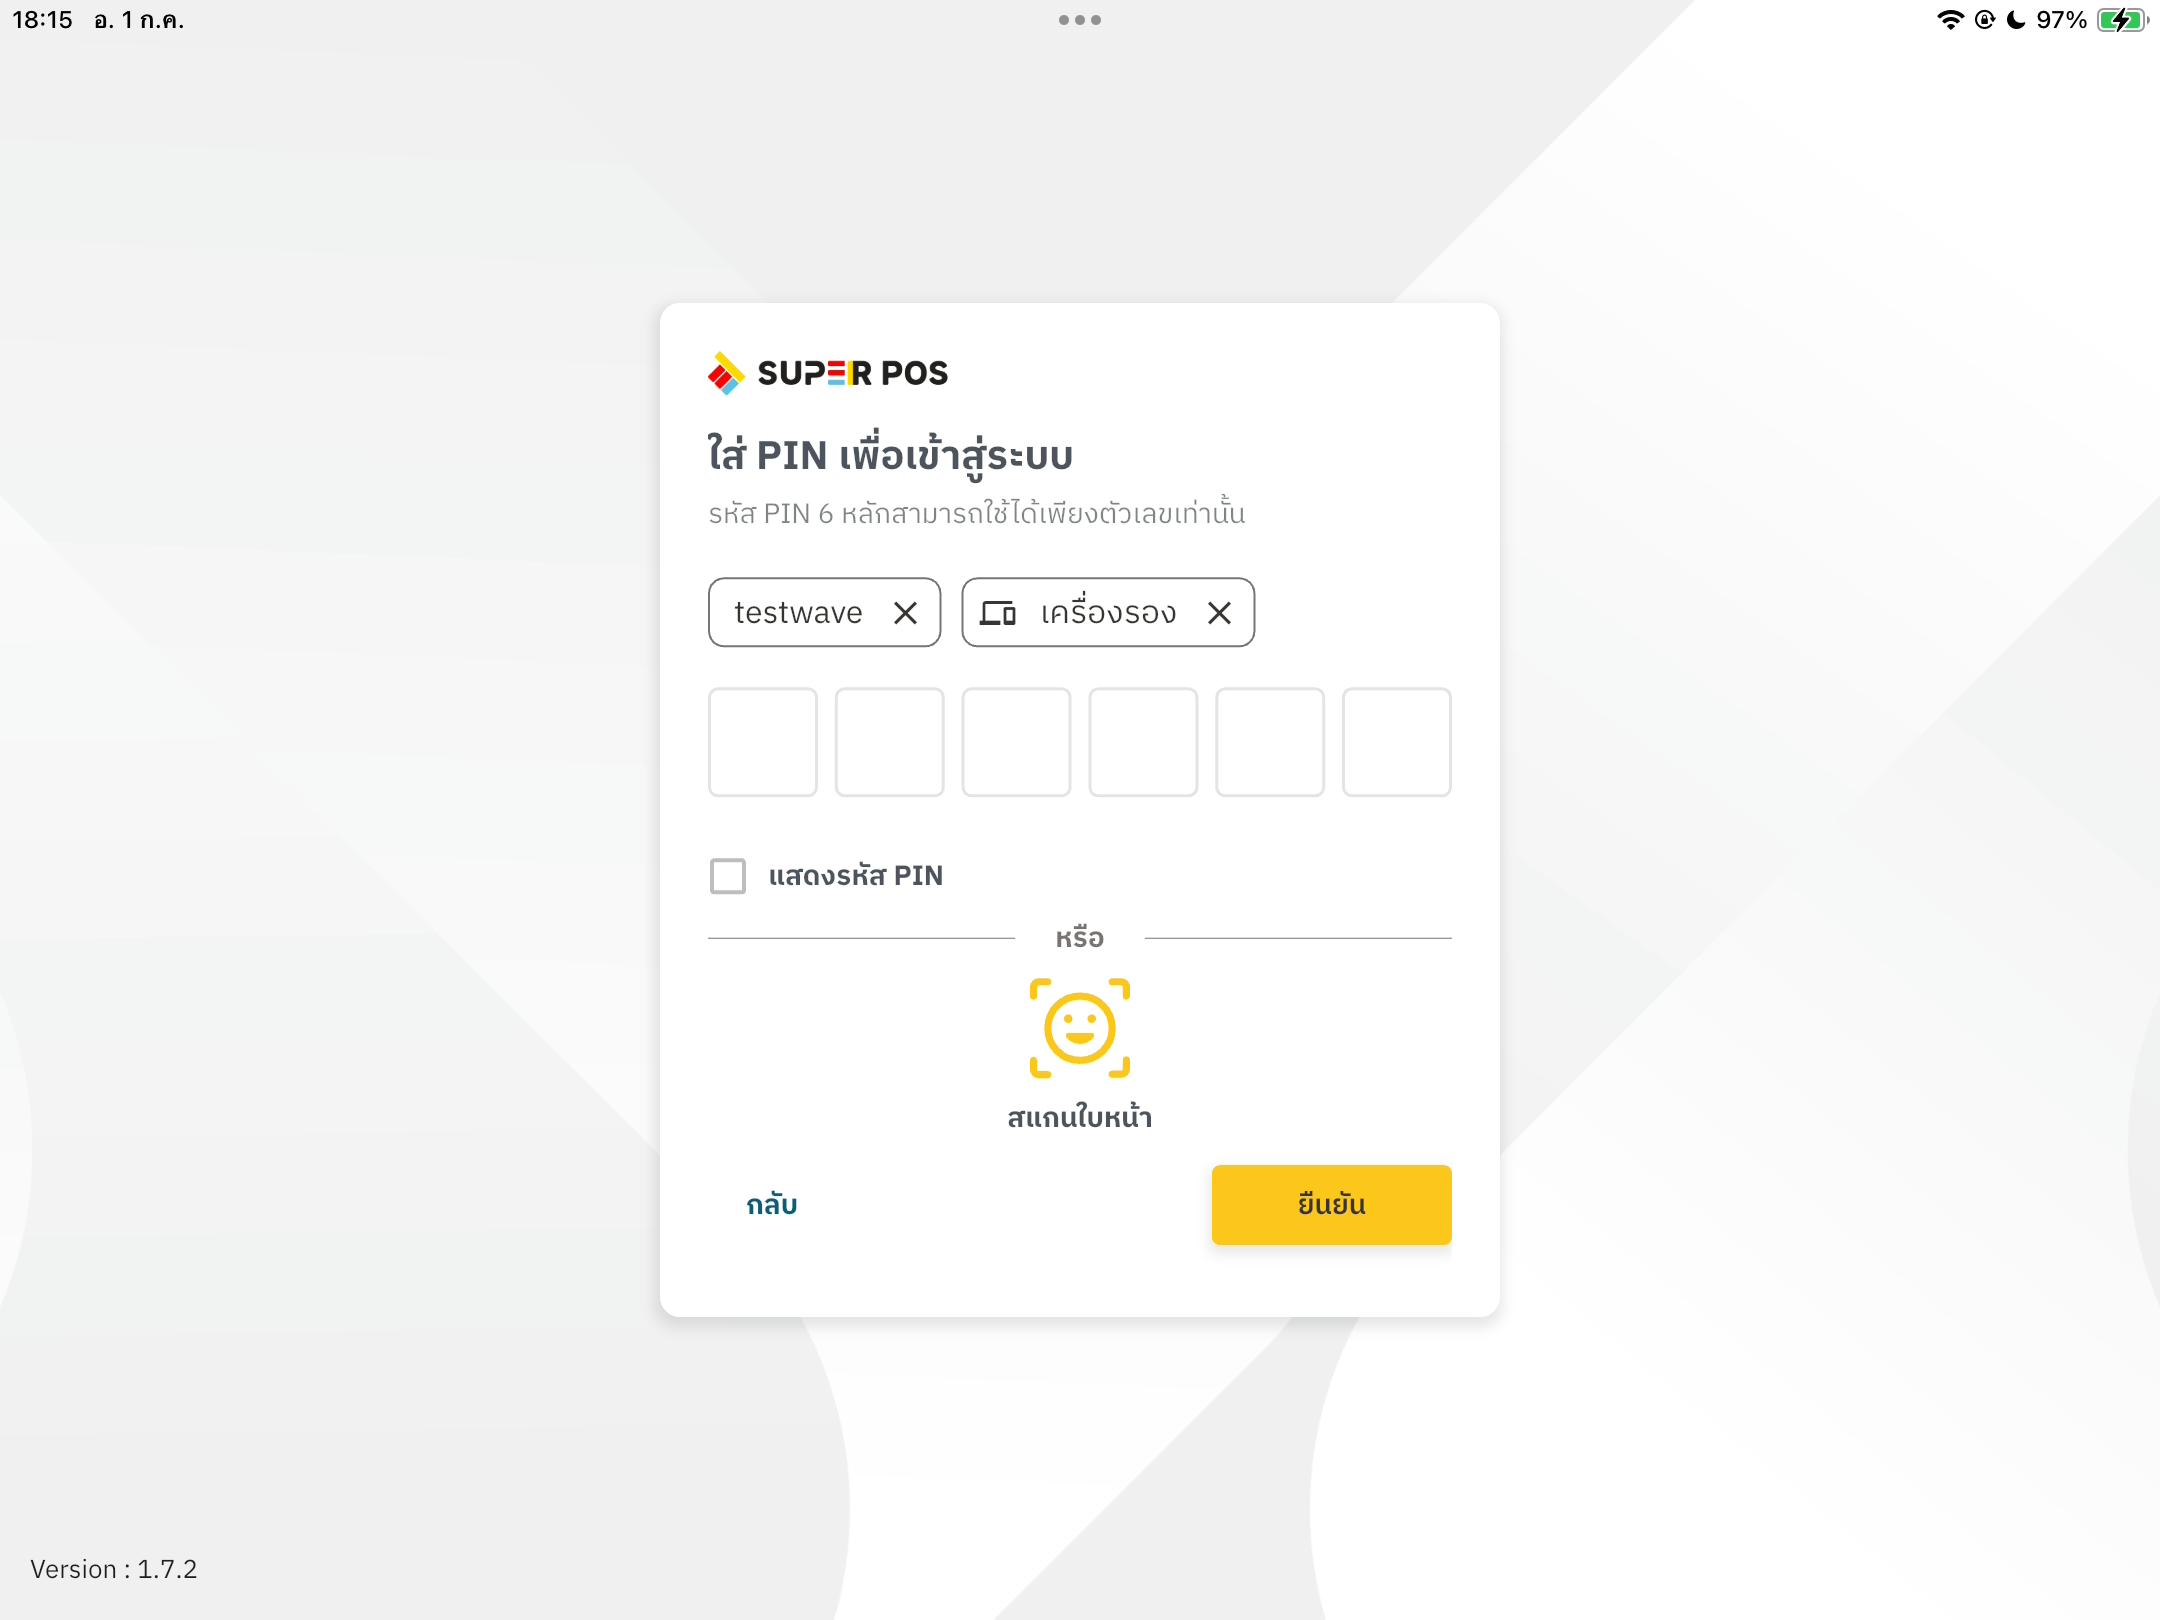 18:15 อ. 1 ก.ค. 97%
SUPER POS
ใส่ PIN เพื่อเข้าสู่ระบบ
รหัส PIN 6 หลักสามารถใช้ได้เพียงตัวเลขเท่านั้น
testwave เครื่องรอง
แสดงรหัส PIN
หรือ
สแกนใบหน้า
กลับ ยืนยัน
Version : 1.7.2